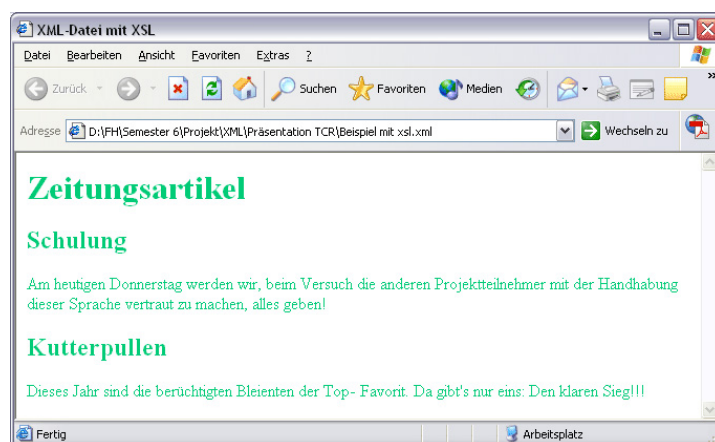 XML-Datei mit XSL
Datei Bearbeiten Ansicht Favoriten Extras ?
Zurück Suchen Favoriten Medien »
Adresse D:\FH\Semester 6\Projekt\XML\Präsentation TCR\Beispiel mit xsl.xml Wechseln zu
Zeitungsartikel
Schulung
Am heutigen Donnerstag werden wir, beim Versuch die anderen Projektteilnehmer mit der Handhabung
dieser Sprache vertraut zu machen, alles geben!
Kutterpullen
Dieses Jahr sind die berüchtigten Bleienten der Top- Favorit. Da gibt's nur eins: Den klaren Sieg!!!
Fertig Arbeitsplatz